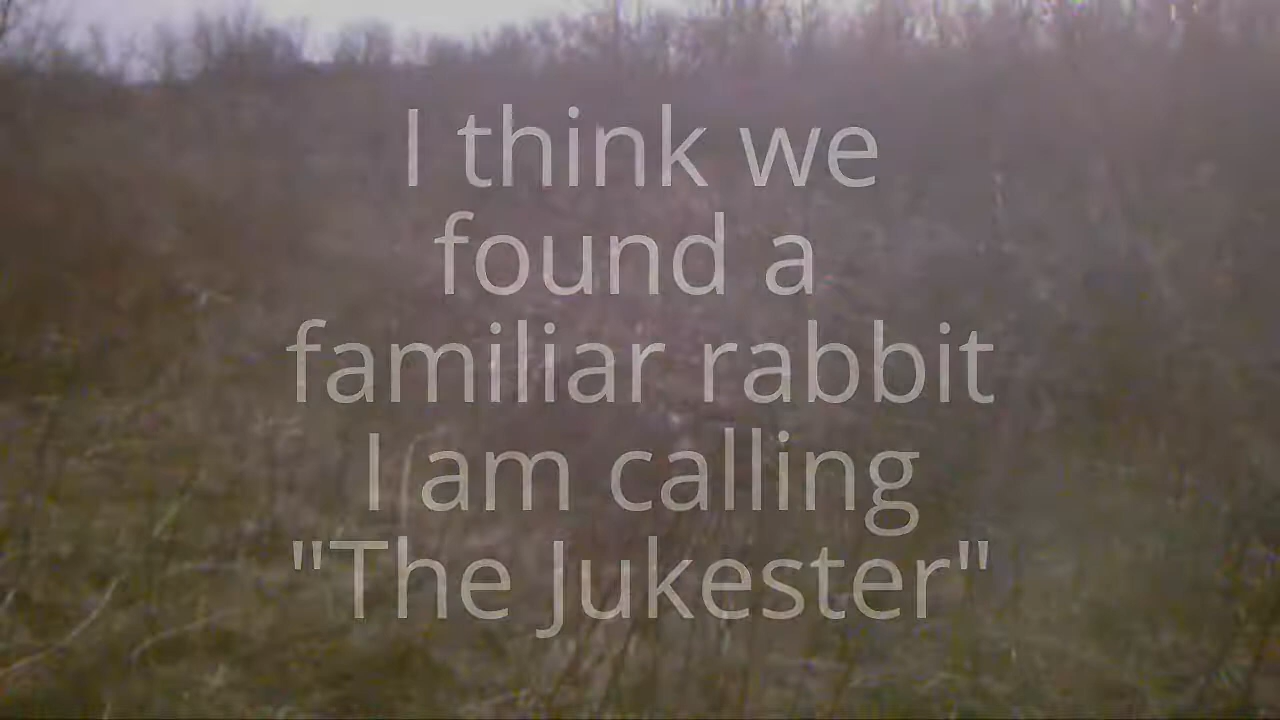 I think we
found a
familiar rabbit
I am calling
"The Jukester"